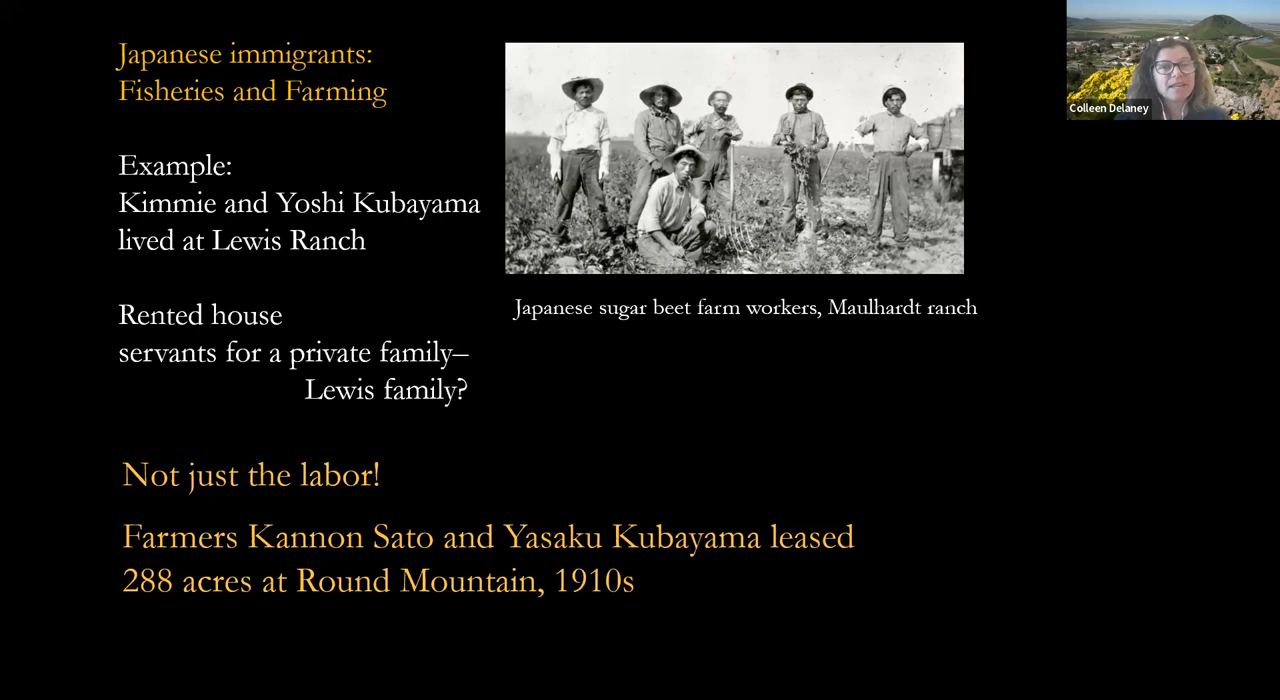 Japanese immigrants:
Fisheries and Farming
Example:
Kimmie and Yoshi Kubayama
lived at Lewis Ranch
Rented house
servants for a private family–
Lewis family?
Japanese sugar beet farm workers, Maulhardt ranch
Not just the labor!
Farmers Kannon Sato and Yasaku Kubayama leased
288 acres at Round Mountain, 1910s
Colleen Delaney